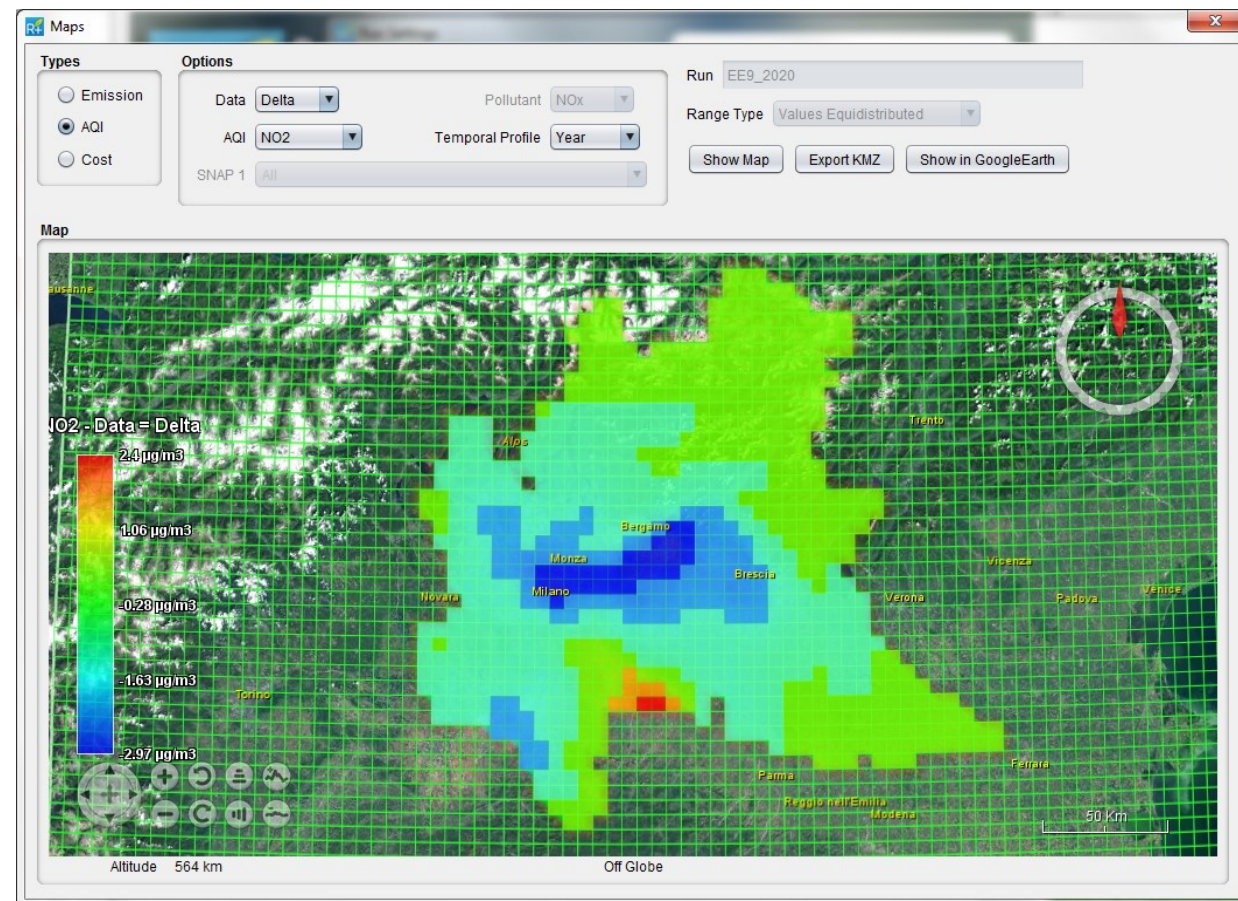 R+ Maps
X
Types
Options
Emission
AQI
Cost
Data Delta
Pollutant NOx
AQI NO2
Temporal Profile Year
SNAP 1 All
Run EE9_2020
Range Type Values Equidistributed
Show Map
Export KMZ
Show in GoogleEarth
Map
ausanne
Trento
IO2 - Data = Delta
Alps
2.4 µg/m3
1.06 µg/m3
Bergamo
Monza
Brescia
Vicenza
Milano
Novara
-0.28 µg/m3
Verona
Padova
Venice
-1.63 µg/m3
Torino
-2.97 µg/m3
Parma
Ferrara
Reggio nell'Emilia
Modena
50 Km
Altitude 564 km
Off Globe